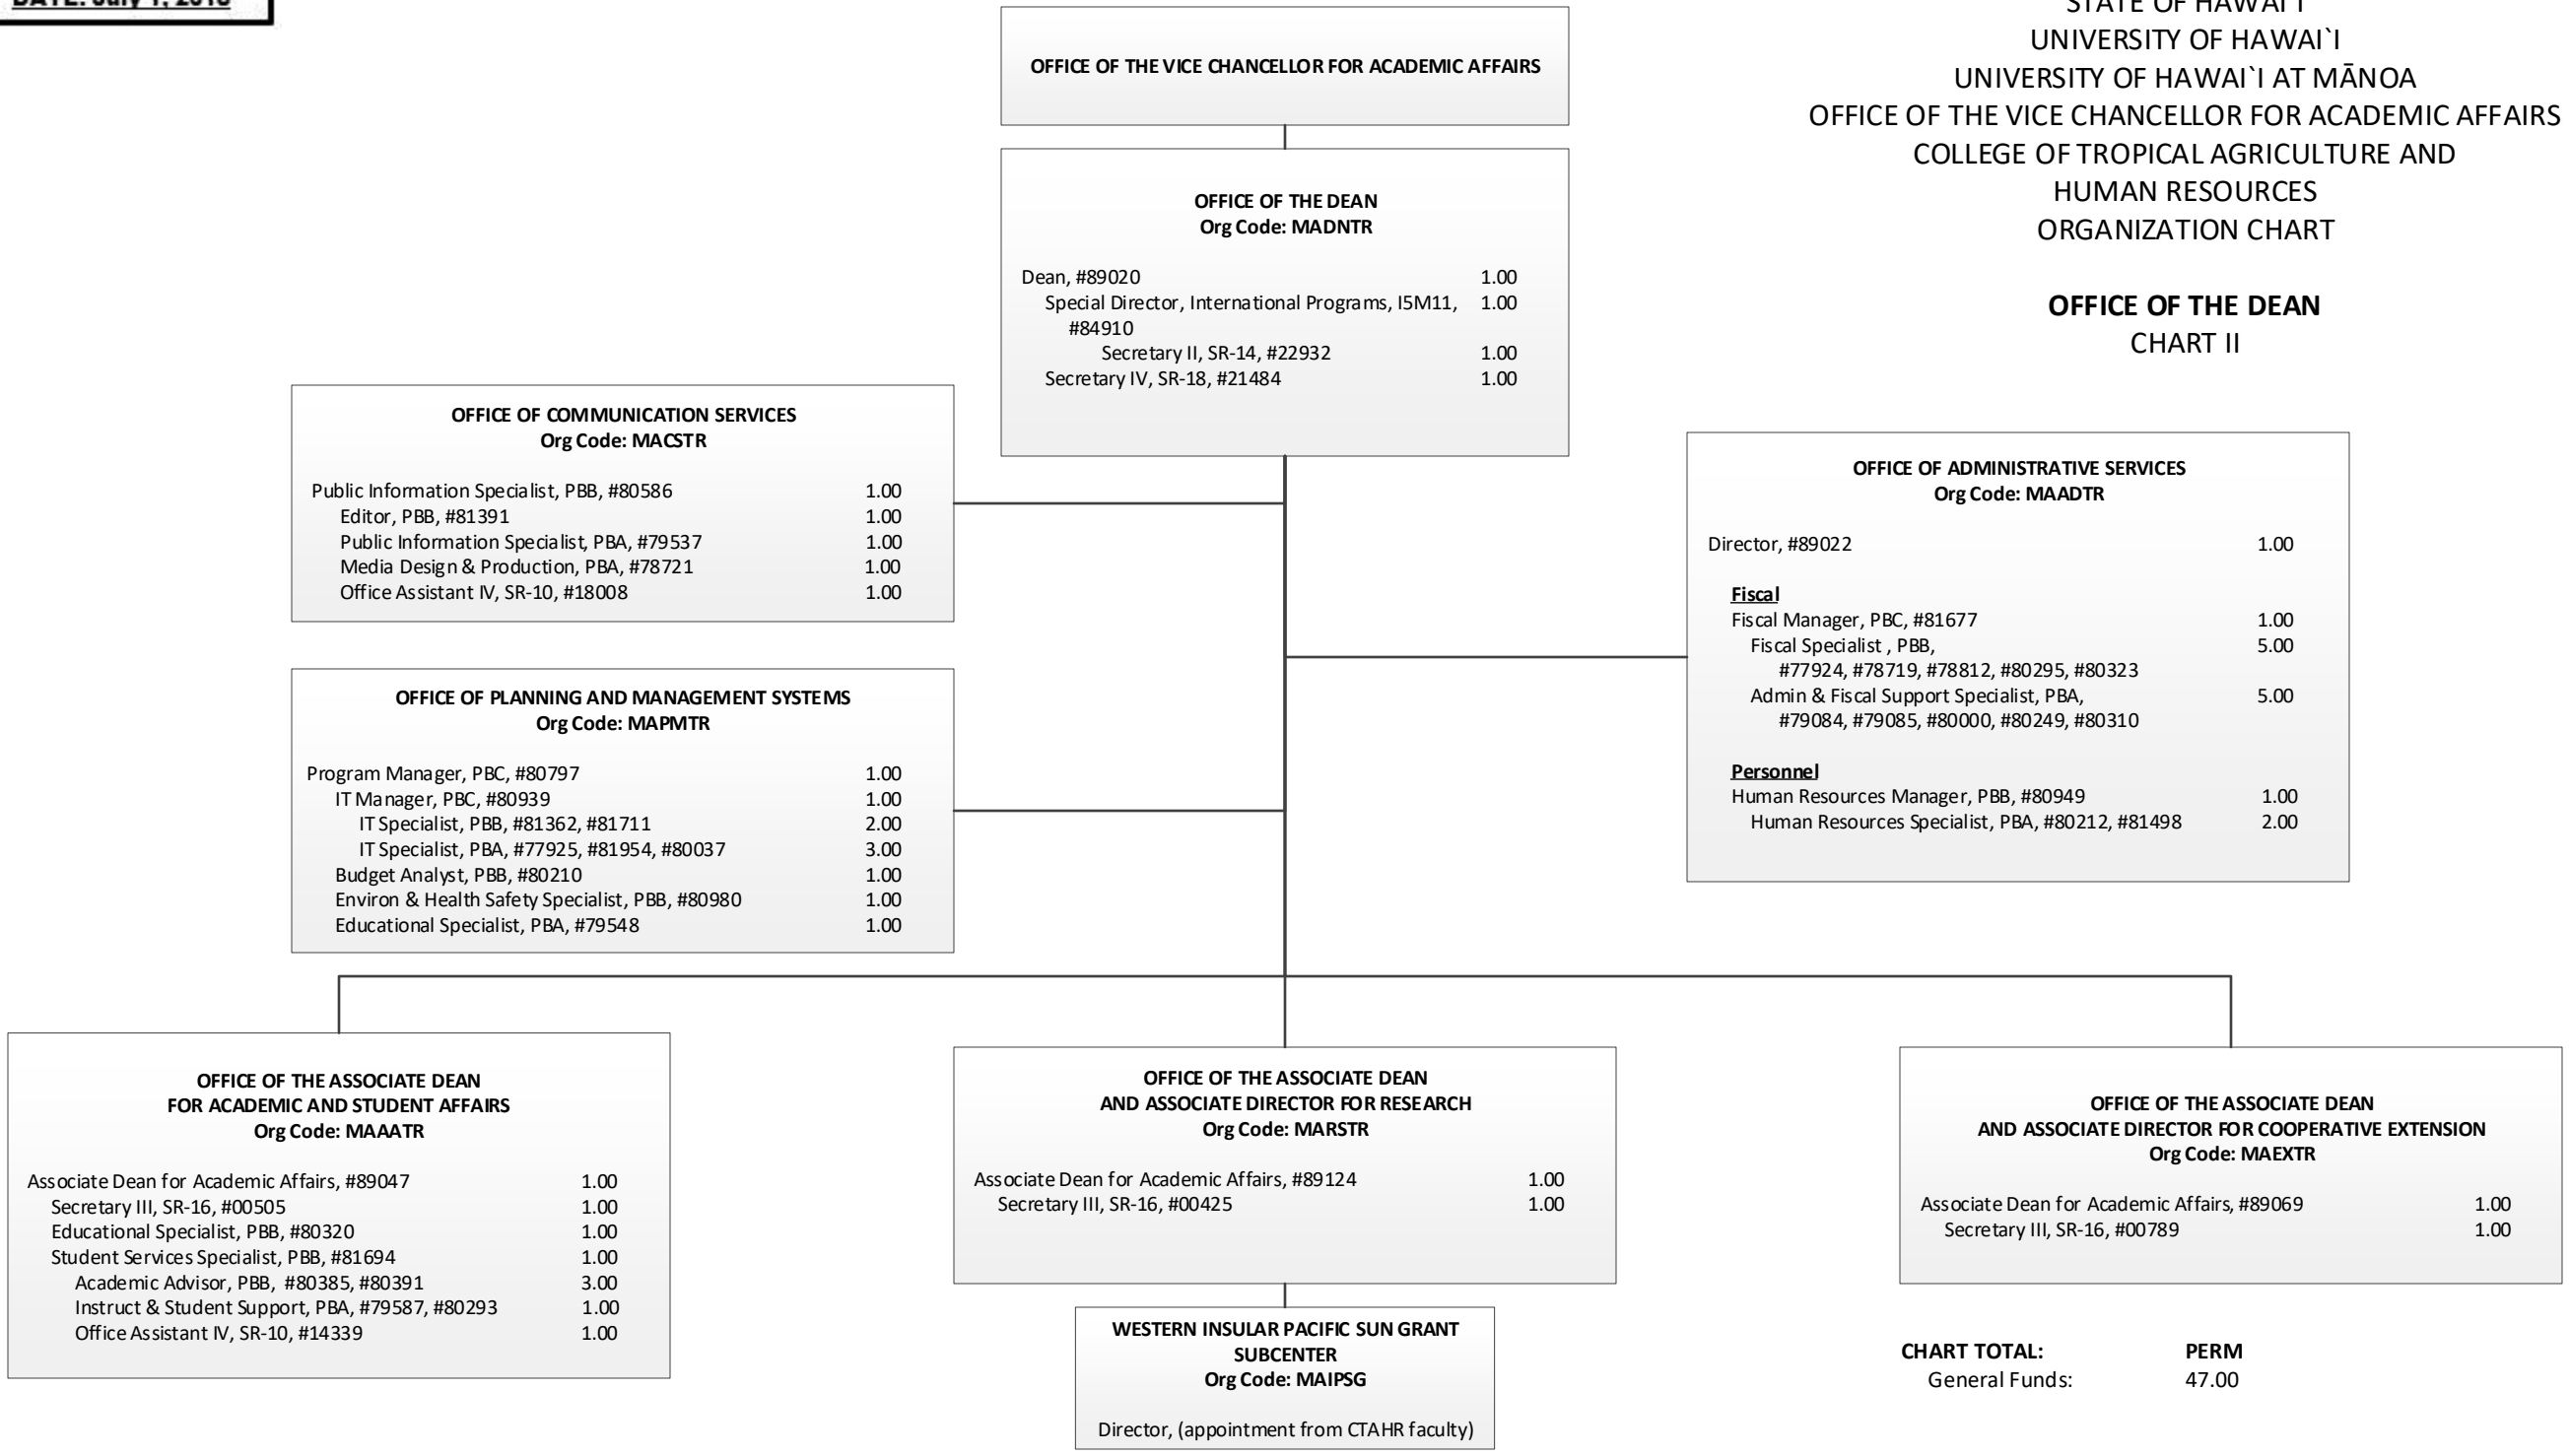 DATE: July 1, 2018
STATE OF HAWAI`I
UNIVERSITY OF HAWAI`I
UNIVERSITY OF HAWAI`I AT MĀNOA
OFFICE OF THE VICE CHANCELLOR FOR ACADEMIC AFFAIRS
COLLEGE OF TROPICAL AGRICULTURE AND
HUMAN RESOURCES
ORGANIZATION CHART
OFFICE OF THE DEAN
CHART II
OFFICE OF THE VICE CHANCELLOR FOR ACADEMIC AFFAIRS
OFFICE OF THE DEAN
Org Code: MADNTR
Dean, #89020 1.00
Special Director, International Programs, I5M11, 1.00
#84910
Secretary II, SR-14, #22932 1.00
Secretary IV, SR-18, #21484 1.00
OFFICE OF COMMUNICATION SERVICES
Org Code: MACSTR
Public Information Specialist, PBB, #80586 1.00
Editor, PBB, #81391 1.00
Public Information Specialist, PBA, #79537 1.00
Media Design & Production, PBA, #78721 1.00
Office Assistant IV, SR-10, #18008 1.00
OFFICE OF ADMINISTRATIVE SERVICES
Org Code: MAADTR
Director, #89022 1.00
Fiscal
Fiscal Manager, PBC, #81677 1.00
Fiscal Specialist , PBB, 5.00
#77924, #78719, #78812, #80295, #80323
Admin & Fiscal Support Specialist, PBA, 5.00
#79084, #79085, #80000, #80249, #80310
Personnel
Human Resources Manager, PBB, #80949 1.00
Human Resources Specialist, PBA, #80212, #81498 2.00
OFFICE OF PLANNING AND MANAGEMENT SYSTEMS
Org Code: MAPMTR
Program Manager, PBC, #80797 1.00
IT Manager, PBC, #80939 1.00
IT Specialist, PBB, #81362, #81711 2.00
IT Specialist, PBA, #77925, #81954, #80037 3.00
Budget Analyst, PBB, #80210 1.00
Environ & Health Safety Specialist, PBB, #80980 1.00
Educational Specialist, PBA, #79548 1.00
OFFICE OF THE ASSOCIATE DEAN
FOR ACADEMIC AND STUDENT AFFAIRS
Org Code: MAAATR
Associate Dean for Academic Affairs, #89047 1.00
Secretary III, SR-16, #00505 1.00
Educational Specialist, PBB, #80320 1.00
Student Services Specialist, PBB, #81694 1.00
Academic Advisor, PBB, #80385, #80391 3.00
Instruct & Student Support, PBA, #79587, #80293 1.00
Office Assistant IV, SR-10, #14339 1.00
OFFICE OF THE ASSOCIATE DEAN
AND ASSOCIATE DIRECTOR FOR RESEARCH
Org Code: MARSTR
Associate Dean for Academic Affairs, #89124 1.00
Secretary III, SR-16, #00425 1.00
WESTERN INSULAR PACIFIC SUN GRANT
SUBCENTER
Org Code: MAIPSG
Director, (appointment from CTAHR faculty)
OFFICE OF THE ASSOCIATE DEAN
AND ASSOCIATE DIRECTOR FOR COOPERATIVE EXTENSION
Org Code: MAEXTR
Associate Dean for Academic Affairs, #89069 1.00
Secretary III, SR-16, #00789 1.00
CHART TOTAL: PERM
General Funds: 47.00